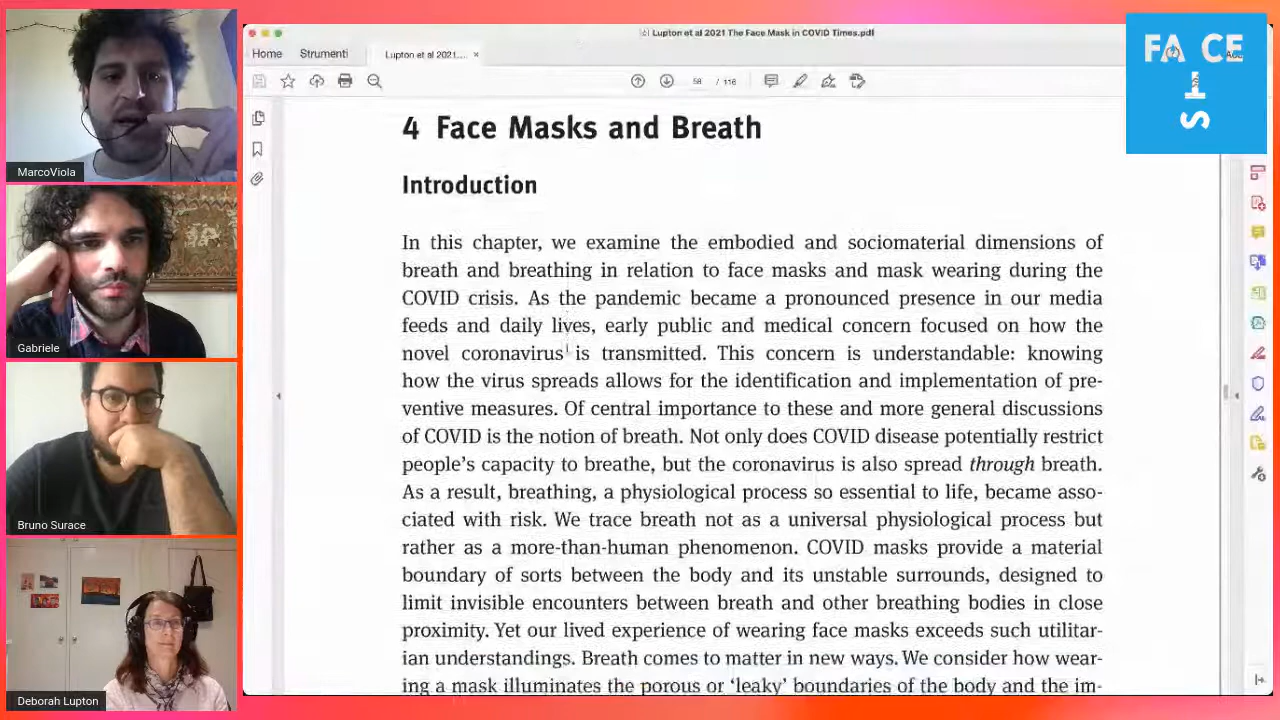 MarcoViola
Gabriele
Bruno Surace
Deborah Lupton
Lupton et al 2021 The Face Mask in COVID Times.pdf
Home
Strumenti
Lupton et al 2021.... ×
58 / 116
FACE
TS
4 Face Masks and Breath
Introduction
In this chapter, we examine the embodied and sociomaterial dimensions of
breath and breathing in relation to face masks and mask wearing during the
COVID crisis. As the pandemic became a pronounced presence in our media
feeds and daily lives, early public and medical concern focused on how the
novel coronavirus is transmitted. This concern is understandable: knowing
how the virus spreads allows for the identification and implementation of pre-
ventive measures. Of central importance to these and more general discussions
of COVID is the notion of breath. Not only does COVID disease potentially restrict
people's capacity to breathe, but the coronavirus is also spread through breath.
As a result, breathing, a physiological process so essential to life, became asso-
ciated with risk. We trace breath not as a universal physiological process but
rather as a more-than-human phenomenon. COVID masks provide a material
boundary of sorts between the body and its unstable surrounds, designed to
limit invisible encounters between breath and other breathing bodies in close
proximity. Yet our lived experience of wearing face masks exceeds such utilitar-
ian understandings. Breath comes to matter in new ways. We consider how wear-
ing a mask illuminates the porous or 'leaky' boundaries of the body and the im-